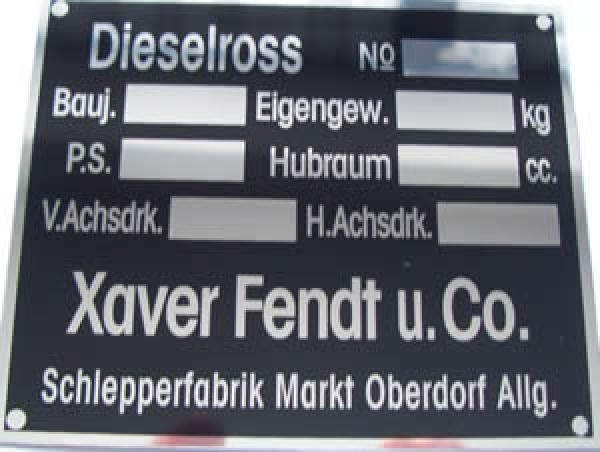 Dieselross Nº
Bauj. Eigengew. kg
P.S. Hubraum cc.
V.Achsdrk. H.Achsdrk.
Xaver Fendt u.Co.
Schlepperfabrik Markt Oberdorf Allg.